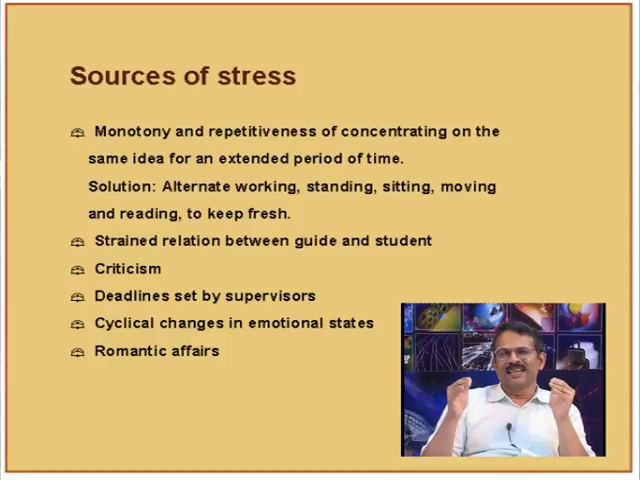 Sources of stress
Monotony and repetitiveness of concentrating on the
same idea for an extended period of time.
Solution: Alternate working, standing, sitting, moving
and reading, to keep fresh.
Strained relation between guide and student
Criticism
Deadlines set by supervisors
Cyclical changes in emotional states
Romantic affairs